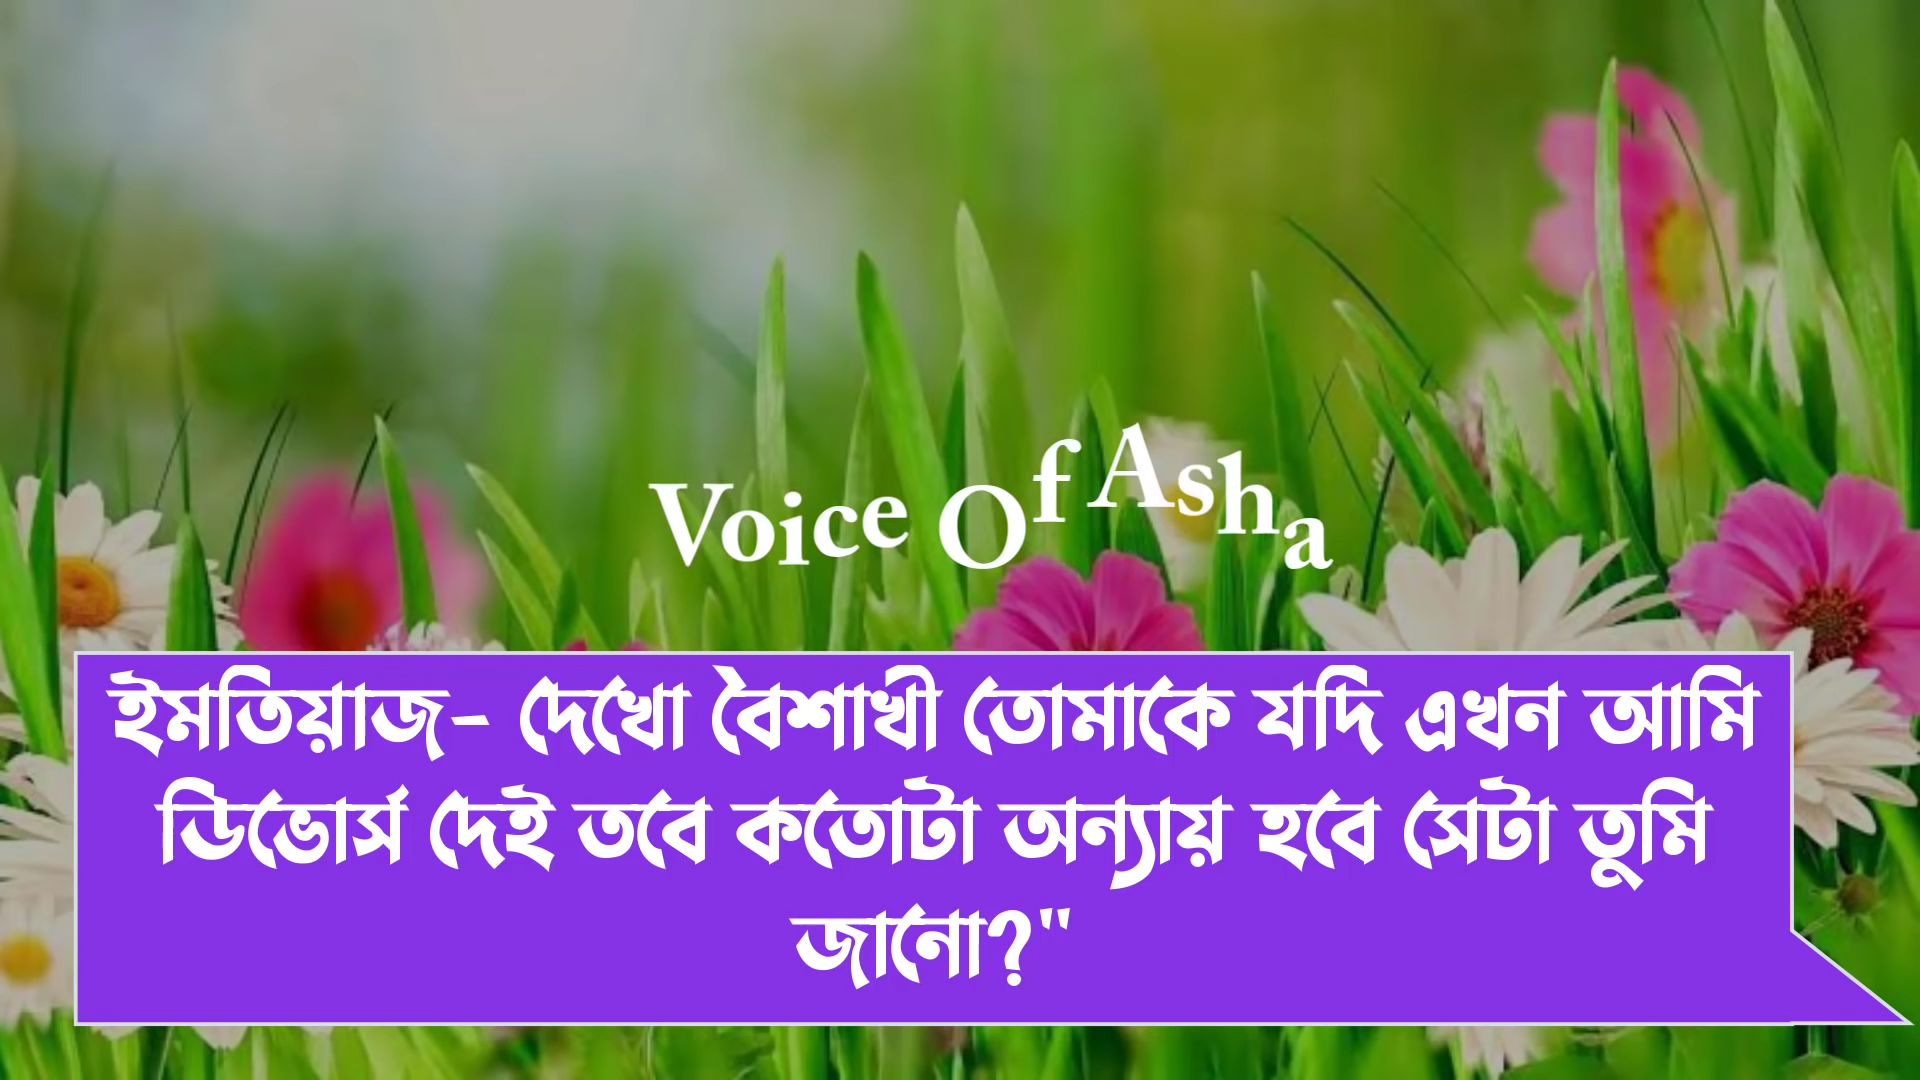 Voice Of Asha
ইমতিয়াজ- দেখো বৈশাখী তোমাকে যদি এখন আমি
ডিভোর্স দেই তবে কতোটা অন্যায় হবে সেটা তুমি
জানো?"